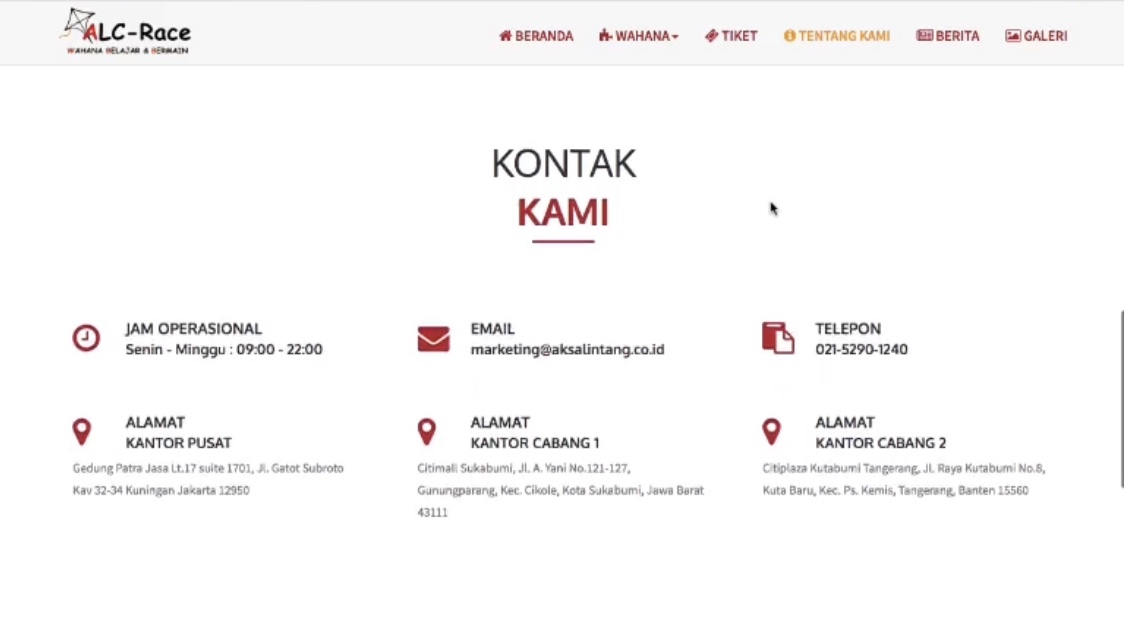 ALC-Race
WAHANA BELAJAR & BERMAIN
BERANDA
WAHANA
TIKET
TENTANG KAMI
BERITA
GALERI
KONTAK
KAMI
JAM OPERASIONAL
Senin - Minggu : 09:00 - 22:00
EMAIL
marketing@aksalintang.co.id
TELEPON
021-5290-1240
ALAMAT
KANTOR PUSAT
Gedung Patra Jasa Lt.17 suite 1701, Jl. Gatot Subroto
Kav 32-34 Kuningan Jakarta 12950
ALAMAT
KANTOR CABANG 1
Citimall Sukabumi, Jl. A. Yani No.121-127,
Gunungparang, Kec. Cikole, Kota Sukabumi, Jawa Barat
43111
ALAMAT
KANTOR CABANG 2
Citiplaza Kutabumi Tangerang, Jl. Raya Kutabumi No.8,
Kuta Baru, Kec. Ps. Kemis, Tangerang, Banten 15560